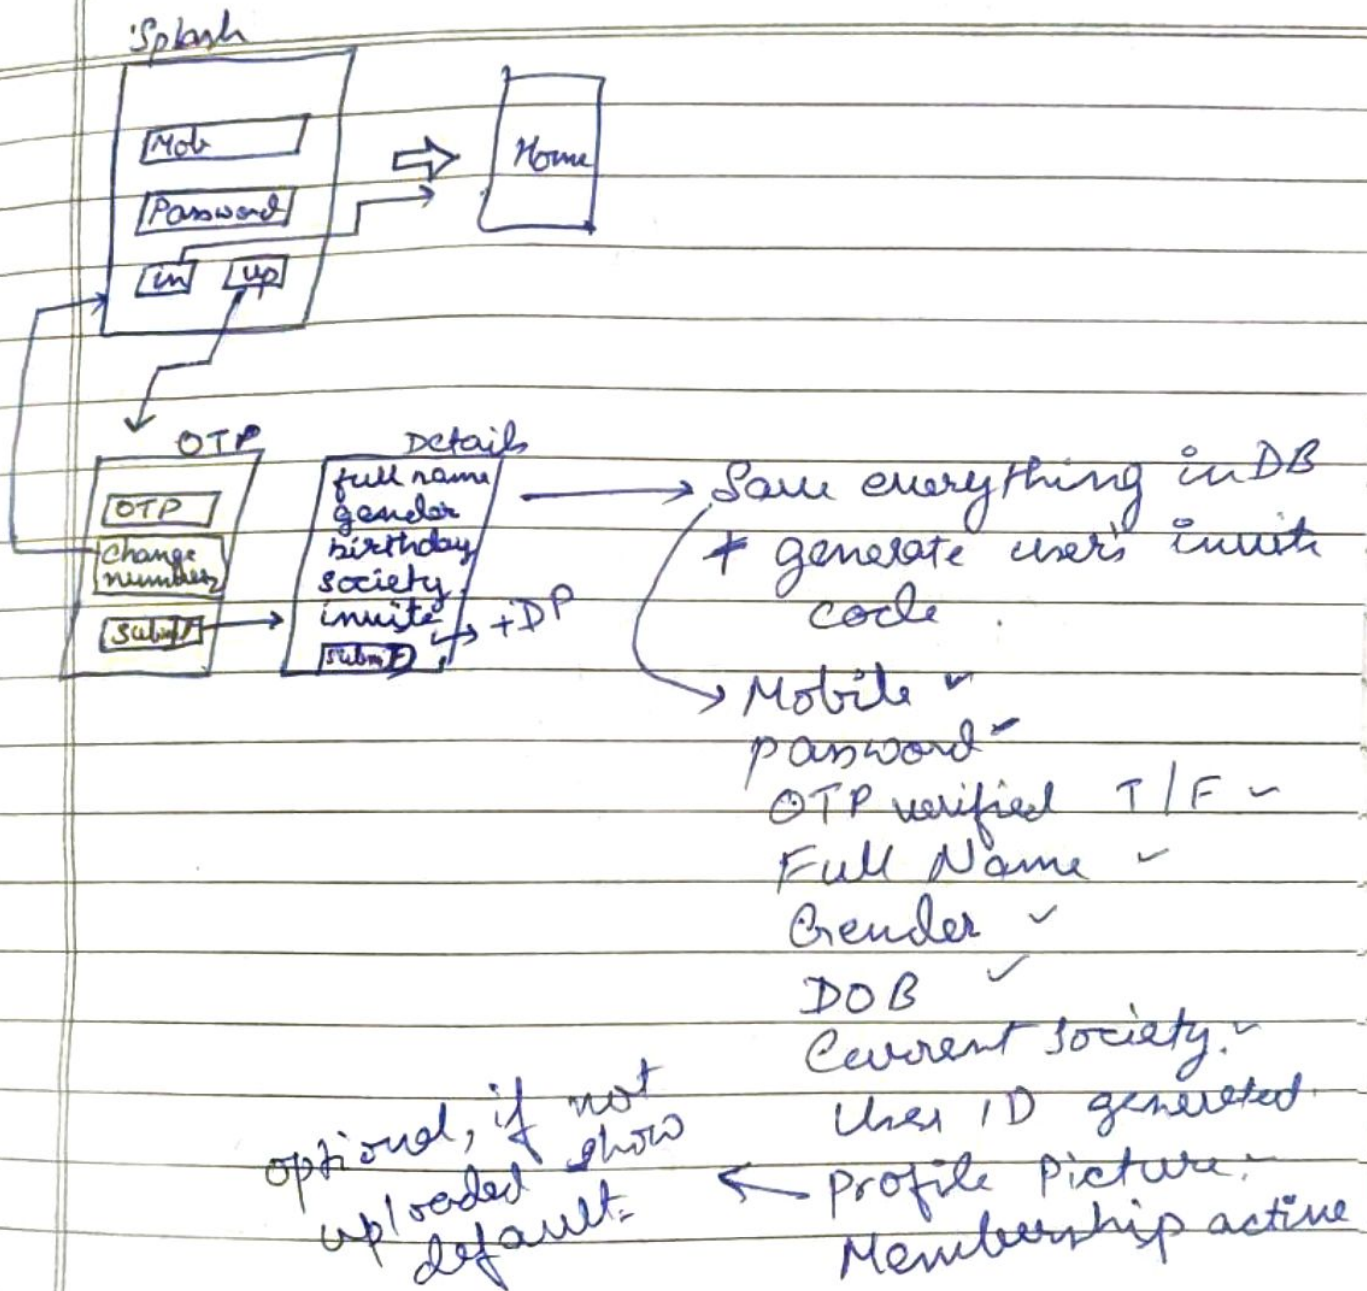 Splash
Mob
Password
in
up
Home
OTP
OTP
Change
number
Submit
Details
full name
gender
birthday
society
invite
Submit
+DP
Save everything in DB
+ generate user's invite
code
Mobile ✓
password ✓
OTP verified T/F ✓
Full Name ✓
Gender ✓
DOB ✓
Current society. ✓
User ID generated.
Profile Picture.
Membership active
optional, if not
uploaded show
default.